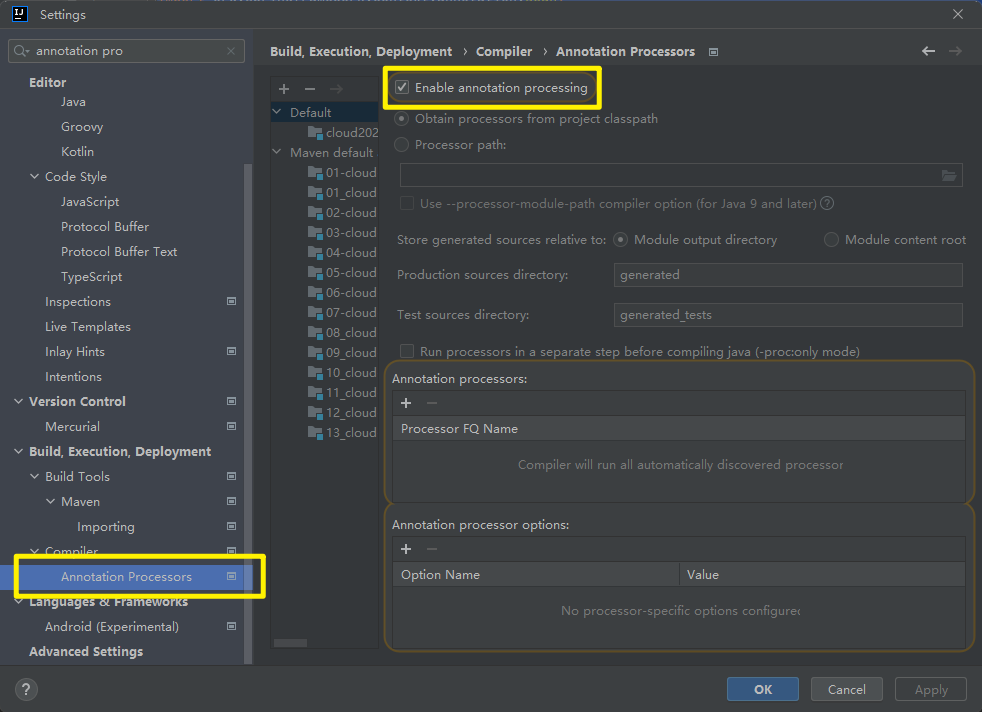 IJ Settings
annotation pro
Editor
Java
Groovy
Kotlin
Code Style
JavaScript
Protocol Buffer
Protocol Buffer Text
TypeScript
Inspections
Live Templates
Inlay Hints
Intentions
Version Control
Mercurial
Build, Execution, Deployment
Build Tools
Maven
Importing
Compiler
Annotation Processors
Languages & Frameworks
Android (Experimental)
Advanced Settings
Build, Execution, Deployment › Compiler › Annotation Processors
Default
cloud202
Maven default
01-cloud
01_cloud
02-cloud
03-cloud
04-cloud
05-cloud
06-cloud
07-cloud
08_cloud
09_cloud
10_cloud
11_cloud
12_cloud
13_cloud
Enable annotation processing
Obtain processors from project classpath
Processor path:
Use --processor-module-path compiler option (for Java 9 and later) ?
Store generated sources relative to: Module output directory Module content root
Production sources directory: generated
Test sources directory: generated_tests
Run processors in a separate step before compiling java (-proc:only mode)
Annotation processors:
Processor FQ Name
Compiler will run all automatically discovered processor
Annotation processor options:
Option Name Value
No processor-specific options configured
? OK Cancel Apply